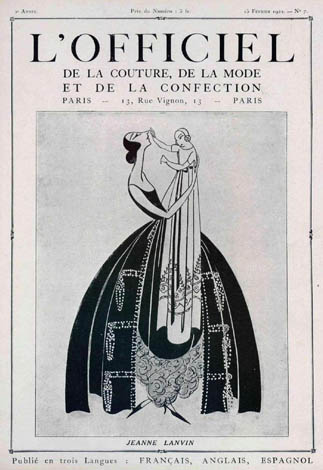 2e ANNÉE. Prix du Numéro : 5 fr. 15 FÉVRIER 1922. — N° 7.
L'OFFICIEL
DE LA COUTURE, DE LA MODE
ET DE LA CONFECTION
PARIS — 13, Rue Vignon, 13 — PARIS
JEANNE LANVIN
Publié en trois Langues : FRANÇAIS, ANGLAIS, ESPAGNOL